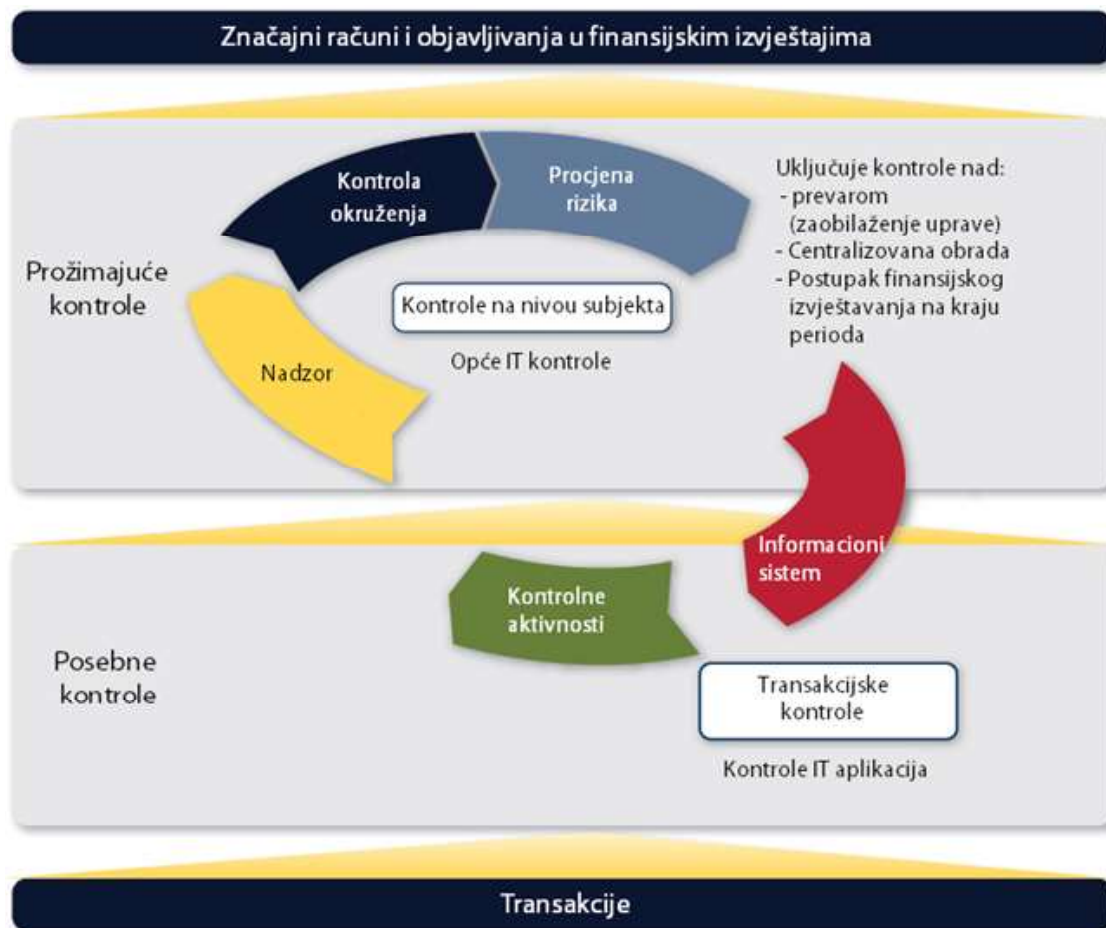 Značajni računi i objavljivanja u finansijskim izvještajima
Prožimajuće
kontrole
Kontrola
okruženja
Procjena
rizika
Nadzor
Kontrole na nivou subjekta
Opće IT kontrole
Uključuje kontrole nad:
- prevarom
(zaobilaženje uprave)
- Centralizovana obrada
- Postupak finansijskog
izvještavanja na kraju
perioda
Informacioni
sistem
Kontrolne
aktivnosti
Posebne
kontrole
Transakcijske
kontrole
Kontrole IT aplikacija
Transakcije